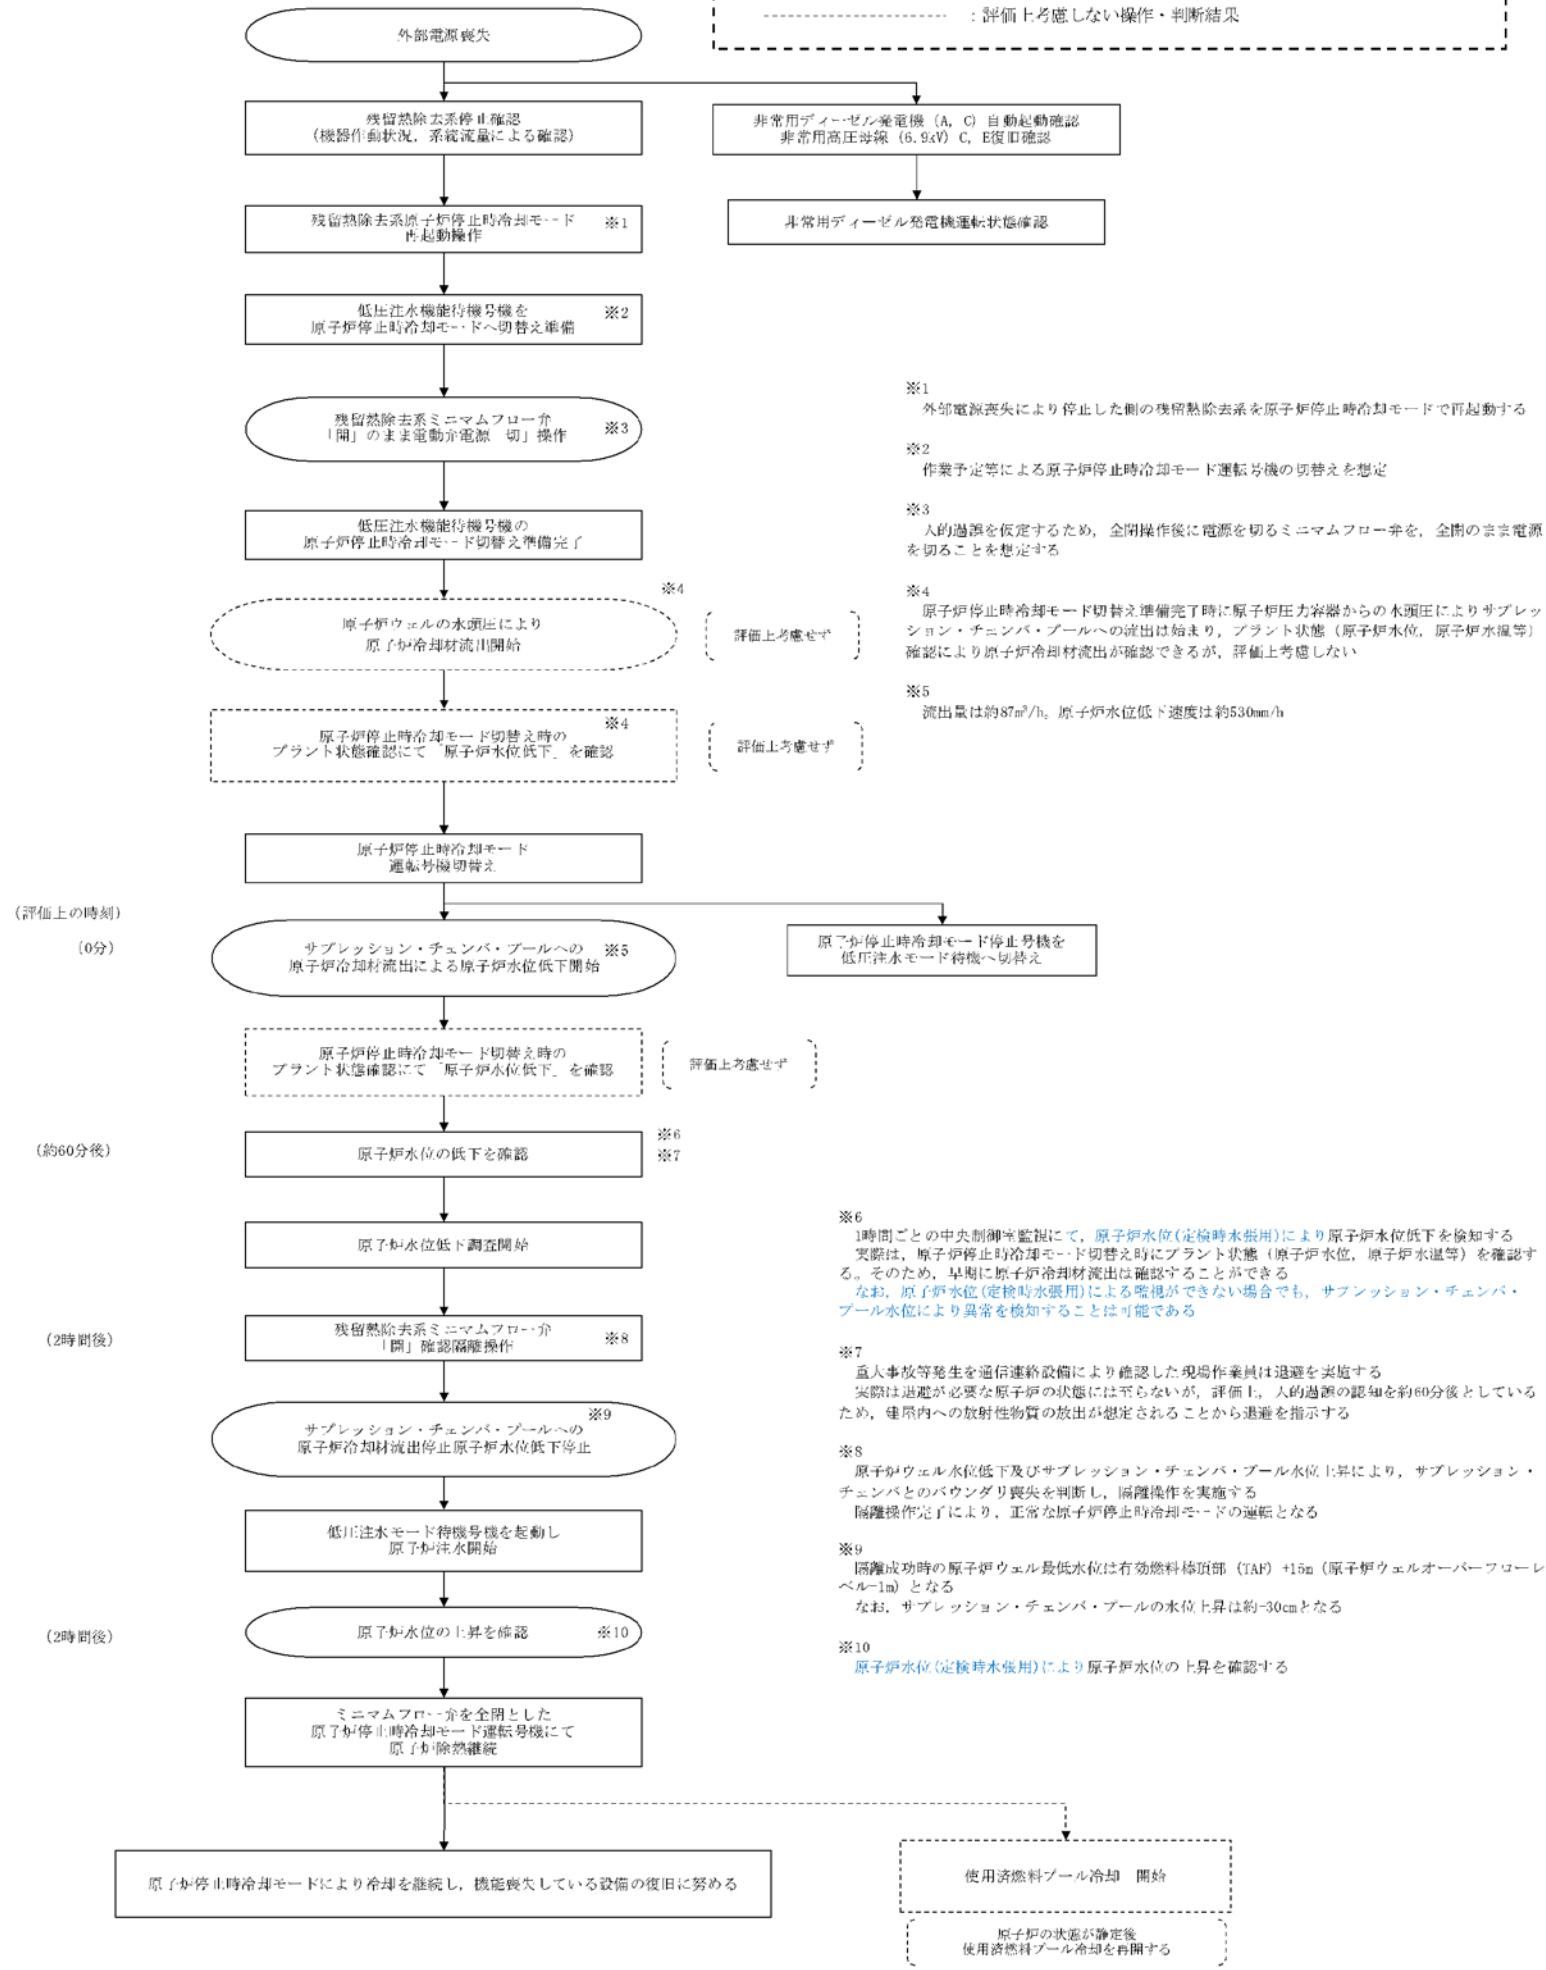 : 評価上考慮しない操作・判断結果
外部電源喪失
残留熱除去系停止確認
(機器作動状況,系統流量による確認)
非常用ディーゼル発電機 (A, C) 自動起動確認
非常用高圧母線 (6.9kV) C, E復旧確認
残留熱除去系原子炉停止時冷却モード
再起動操作
※1
非常用ディーゼル発電機運転状態確認
低圧注水機能待機号機を
原子炉停止時冷却モードへ切替え準備
※2
残留熱除去系ミニマムフロー弁
「開」のまま電動弁電源「切」操作
※3
低圧注水機能待機号機の
原子炉停止時冷却モード切替え準備完了
※1
外部電源喪失により停止した側の残留熱除去系を原子炉停止時冷却モードで再起動する
※2
作業予定等による原子炉停止時冷却モード運転号機の切替えを想定
※3
人的過誤を仮定するため,全閉操作後に電源を切るミニマムフロー弁を,全開のまま電源
を切ることを想定する
※4
原子炉停止時冷却モード切替え準備完了時に原子炉圧力容器からの水頭圧によりサプレッ
ション・チェンバ・プールへの流出は始まり,プラント状態(原子炉水位,原子炉水温等)
確認により原子炉冷却材流出が確認できるが,評価上考慮しない
※5
流出量は約87m³/h。原子炉水位低下速度は約530mm/h
※4
原子炉ウェルの水頭圧により
原子炉冷却材流出開始
評価上考慮せず
※4
原子炉停止時冷却モード切替え時の
プラント状態確認にて「原子炉水位低下」を確認
評価上考慮せず
原子炉停止時冷却モード
運転号機切替え
(評価上の時刻)
(0分)
サプレッション・チェンバ・プールへの
原子炉冷却材流出による原子炉水位低下開始
※5
原子炉停止時冷却モード停止号機を
低圧注水モード待機へ切替え
原子炉停止時冷却モード切替え時の
プラント状態確認にて「原子炉水位低下」を確認
評価上考慮せず
(約60分後)
原子炉水位の低下を確認
※6
※7
原子炉水位低下調査開始
(2時間後)
残留熱除去系ミニマムフロー弁
「開」確認隔離操作
※8
※9
サプレッション・チェンバ・プールへの
原子炉冷却材流出停止原子炉水位低下停止
低圧注水モード待機号機を起動し
原子炉注水開始
(2時間後)
原子炉水位の上昇を確認
※10
ミニマムフロー弁を全閉とした
原子炉停止時冷却モード運転号機にて
原子炉除熱継続
※6
1時間ごとの中央制御室監視にて,原子炉水位(定検時水張用)により原子炉水位低下を検知する
実際は,原子炉停止時冷却モード切替え時にプラント状態(原子炉水位,原子炉水温等)を確認す
る。そのため,早期に原子炉冷却材流出は確認することができる
なお,原子炉水位(定検時水張用)による監視ができない場合でも,サプレッション・チェンバ・
プール水位により異常を検知することは可能である
※7
重大事故等発生を通信連絡設備により確認した現場作業員は退避を実施する
実際は退避が必要な原子炉の状態には至らないが,評価上,人的過誤の認知を約60分後としている
ため,建屋内への放射性物質の放出が想定されることから退避を指示する
※8
原子炉ウェル水位低下及びサプレッション・チェンバ・プール水位上昇により,サプレッション・
チェンバとのバウンダリ喪失を判断し,隔離操作を実施する
隔離操作完了により,正常な原子炉停止時冷却モードの運転となる
※9
隔離成功時の原子炉ウェル最低水位は有効燃料棒頂部 (TAF) +15m (原子炉ウェルオーバーフローレ
ベル-1m) となる
なお,サプレッション・チェンバ・プールの水位上昇は約+30cmとなる
※10
原子炉水位(定検時水張用)により原子炉水位の上昇を確認する
原子炉停止時冷却モードにより冷却を継続し,機能喪失している設備の復旧に努める
使用済燃料プール冷却 開始
原子炉の状態が静定後
使用済燃料プール冷却を再開する